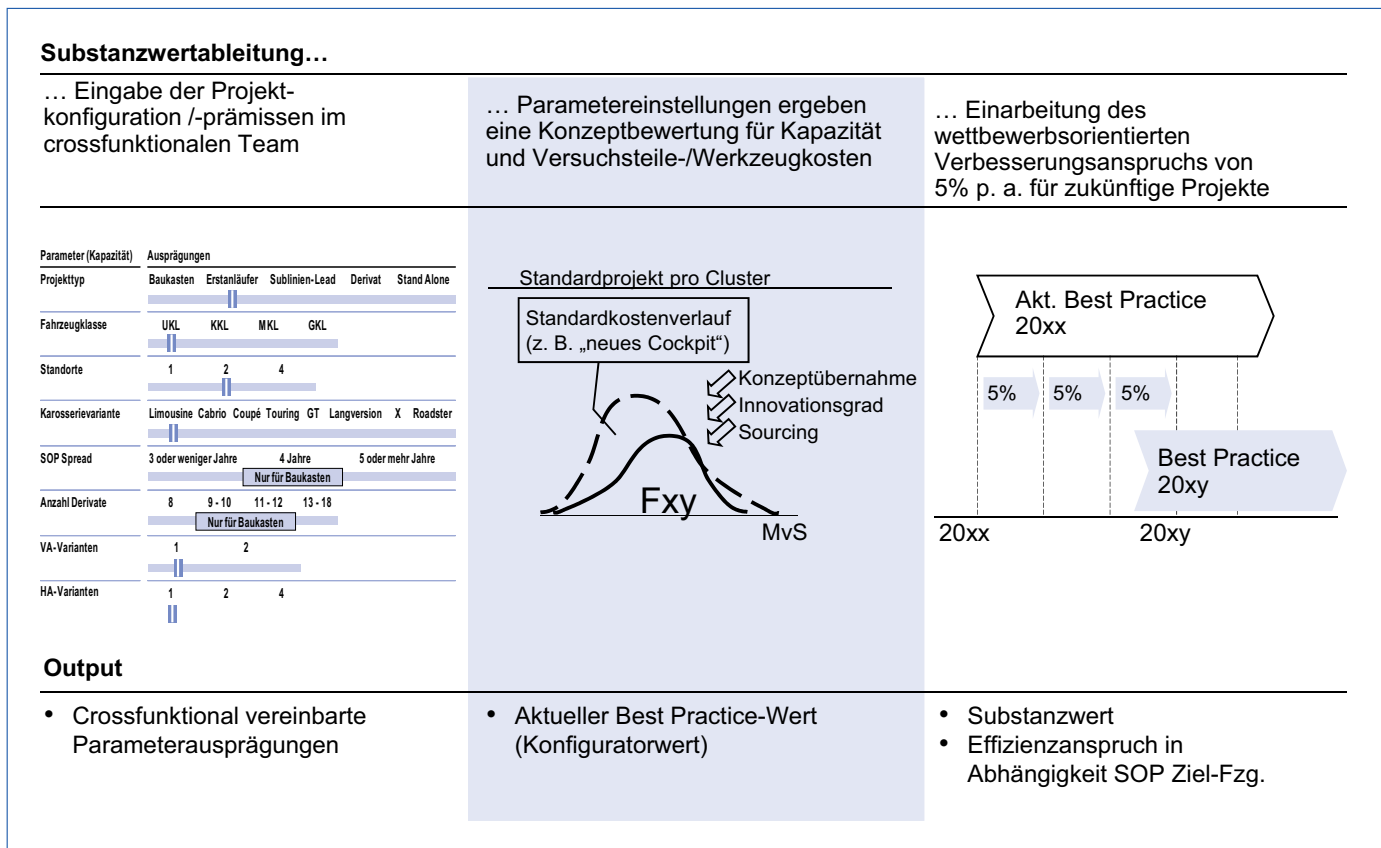 Substanzwertableitung…
… Eingabe der Projekt-
konfiguration /-prämissen im
crossfunktionalen Team
… Parametereinstellungen ergeben
eine Konzeptbewertung für Kapazität
und Versuchsteile-/Werkzeugkosten
… Einarbeitung des
wettbewerbsorientierten
Verbesserungsanspruchs von
5% p. a. für zukünftige Projekte
Parameter (Kapazität) Ausprägungen
Projekttyp Baukasten Erstanläufer Sublinien-Lead Derivat Stand Alone
Fahrzeugklasse UKL KKL MKL GKL
Standorte 1 2 4
Karosserievariante Limousine Cabrio Coupé Touring GT Langversion X Roadster
SOP Spread 3 oder weniger Jahre 4 Jahre 5 oder mehr Jahre
Nur für Baukasten
Anzahl Derivate 8 9 - 10 11 - 12 13 - 18
Nur für Baukasten
VA-Varianten 1 2
HA-Varianten 1 2 4
Standardprojekt pro Cluster
Standardkostenverlauf
(z. B. „neues Cockpit“)
Konzeptübernahme
Innovationsgrad
Sourcing
Fxy
MvS
Akt. Best Practice
20xx
5% 5% 5%
Best Practice
20xy
20xx 20xy
Output
• Crossfunktional vereinbarte
Parameterausprägungen
• Aktueller Best Practice-Wert
(Konfiguratorwert)
• Substanzwert
• Effizienzanspruch in
Abhängigkeit SOP Ziel-Fzg.